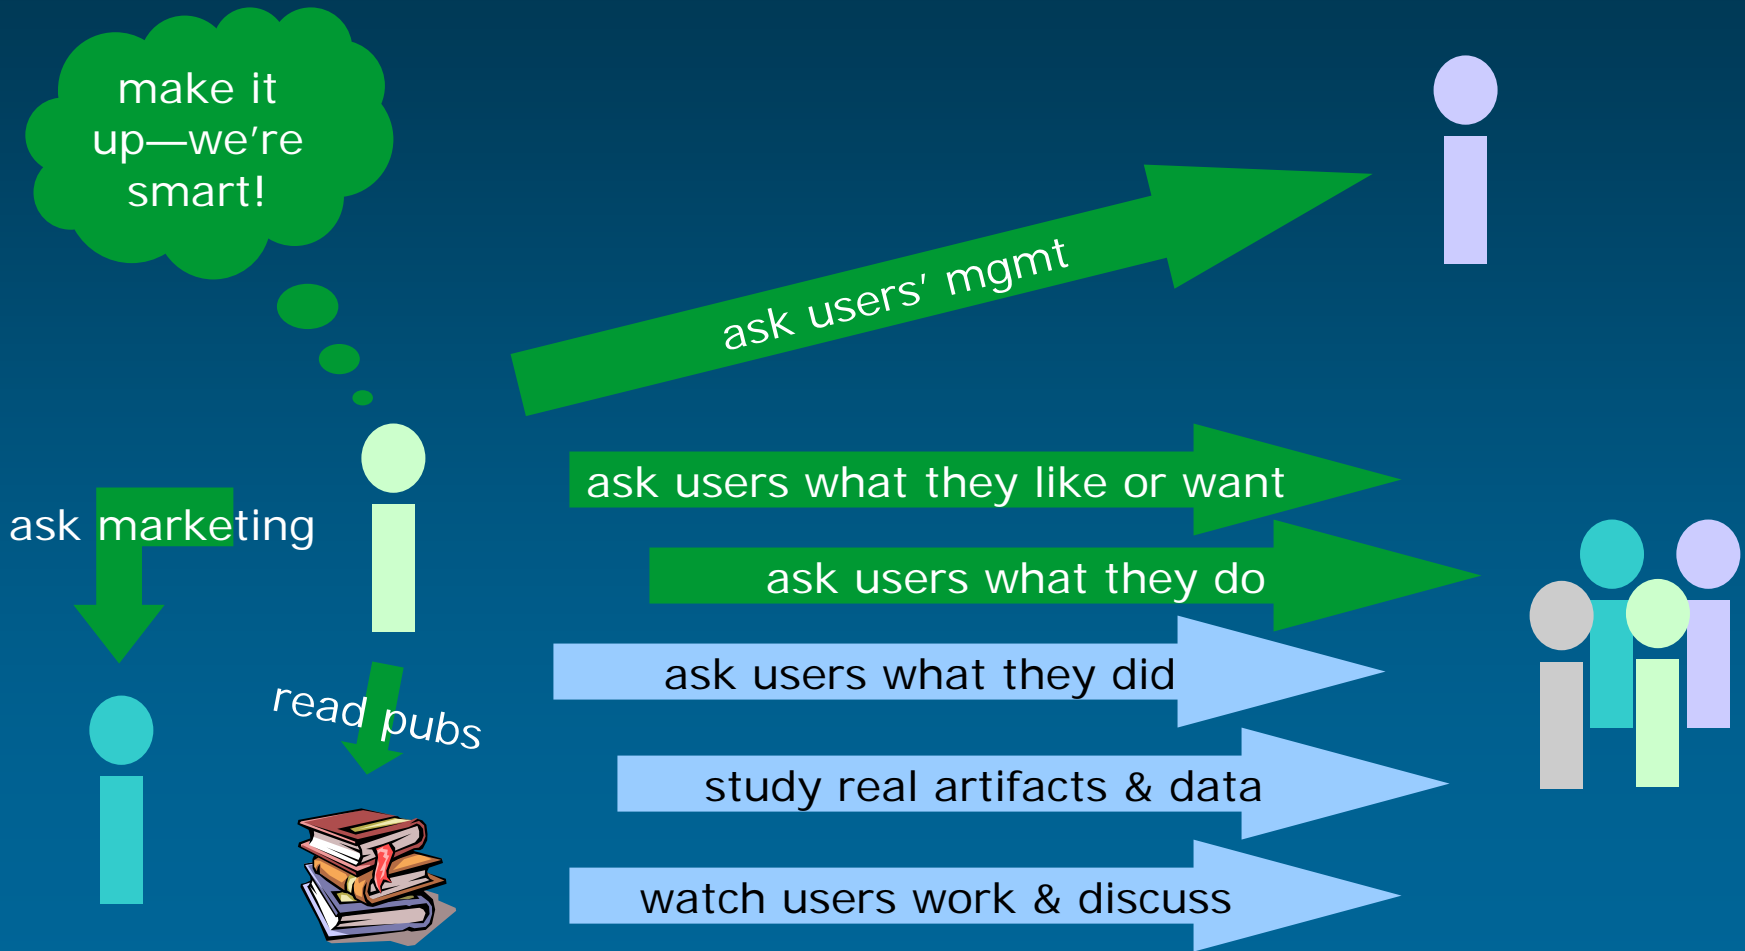 make it
up—we’re
smart!
ask users’ mgmt
ask users what they like or want
ask marketing
ask users what they do
ask users what they did
read pubs
study real artifacts & data
watch users work & discuss